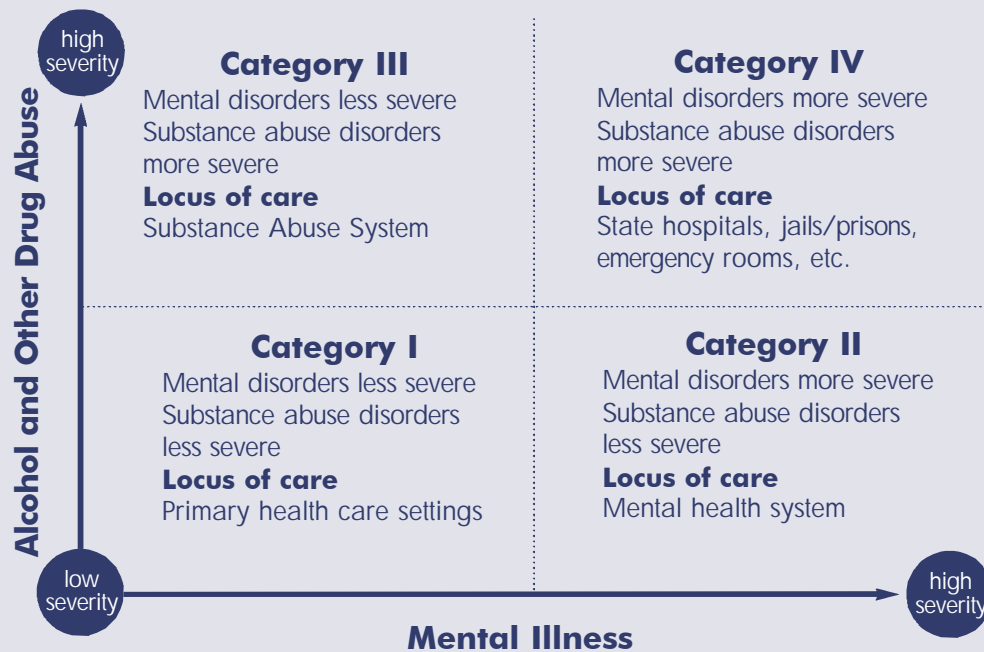 high
severity
Alcohol and Other Drug Abuse
Category III
Mental disorders less severe
Substance abuse disorders
more severe
Locus of care
Substance Abuse System
Category IV
Mental disorders more severe
Substance abuse disorders
more severe
Locus of care
State hospitals, jails/prisons,
emergency rooms, etc.
Category I
Mental disorders less severe
Substance abuse disorders
less severe
Locus of care
Primary health care settings
Category II
Mental disorders more severe
Substance abuse disorders
less severe
Locus of care
Mental health system
low
severity
high
severity
Mental Illness